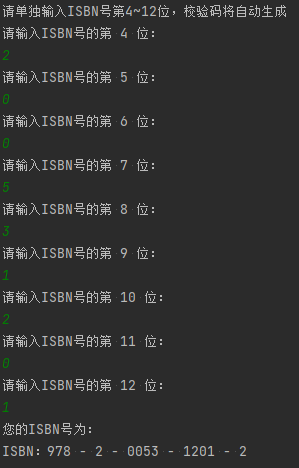 请单独输入ISBN号第4~12位，校验码将自动生成
请输入ISBN号的第 4 位：
2
请输入ISBN号的第 5 位：
0
请输入ISBN号的第 6 位：
0
请输入ISBN号的第 7 位：
5
请输入ISBN号的第 8 位：
3
请输入ISBN号的第 9 位：
1
请输入ISBN号的第 10 位：
2
请输入ISBN号的第 11 位：
0
请输入ISBN号的第 12 位：
1
您的ISBN号为：
ISBN：978 - 2 - 0053 - 1201 - 2